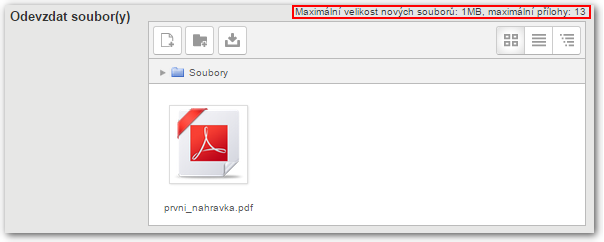 Odevzdat soubor(y)
Maximální velikost nových souborů: 1MB, maximální přílohy: 13
Soubory
prvni_nahravka.pdf